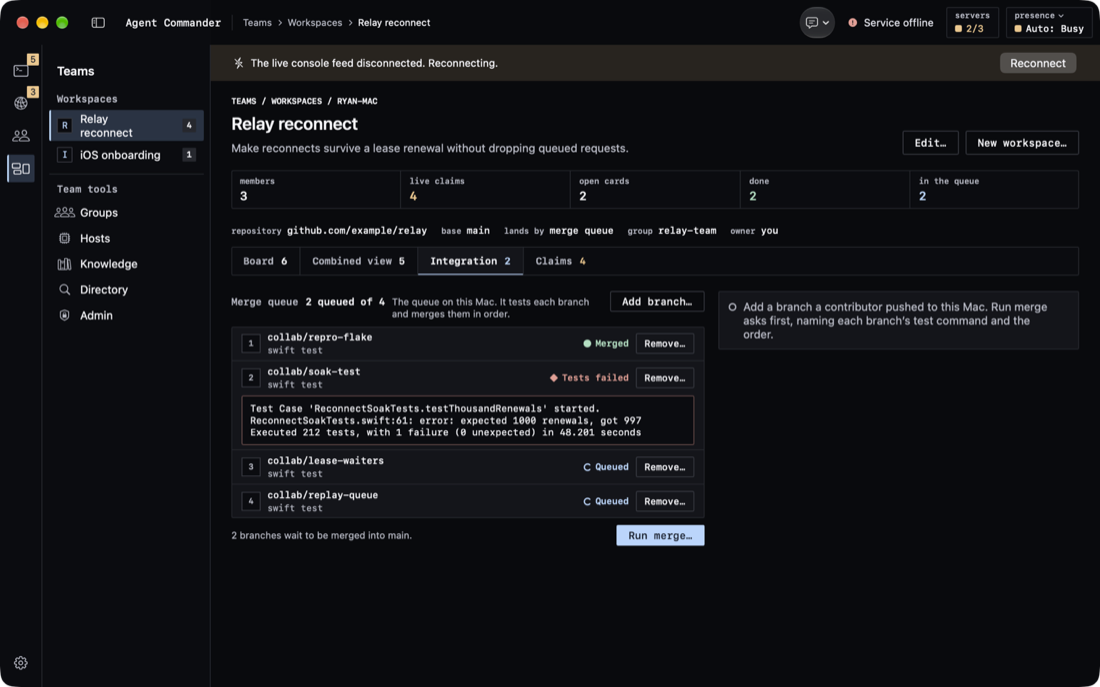 Agent Commander
Teams > Workspaces > Relay reconnect
Service offline
servers
2/3
presence
Auto: Busy
5
3
Teams
Workspaces
R Relay reconnect 4
I iOS onboarding 1
Team tools
Groups
Hosts
Knowledge
Directory
Admin
The live console feed disconnected. Reconnecting.
Reconnect
TEAMS / WORKSPACES / RYAN-MAC
Relay reconnect
Make reconnects survive a lease renewal without dropping queued requests.
Edit…
New workspace…
members
3
live claims
4
open cards
2
done
2
in the queue
2
repository github.com/example/relay base main lands by merge queue group relay-team owner you
Board 6
Combined view 5
Integration 2
Claims 4
Merge queue 2 queued of 4
The queue on this Mac. It tests each branch
and merges them in order.
Add branch…
1
collab/repro-flake
swift test
Merged
Remove…
2
collab/soak-test
swift test
Tests failed
Remove…
Test Case 'ReconnectSoakTests.testThousandRenewals' started.
ReconnectSoakTests.swift:61: error: expected 1000 renewals, got 997
Executed 212 tests, with 1 failure (0 unexpected) in 48.201 seconds
3
collab/lease-waiters
swift test
Queued
Remove…
4
collab/replay-queue
swift test
Queued
Remove…
2 branches wait to be merged into main.
Run merge…
Add a branch a contributor pushed to this Mac. Run merge
asks first, naming each branch's test command and the
order.